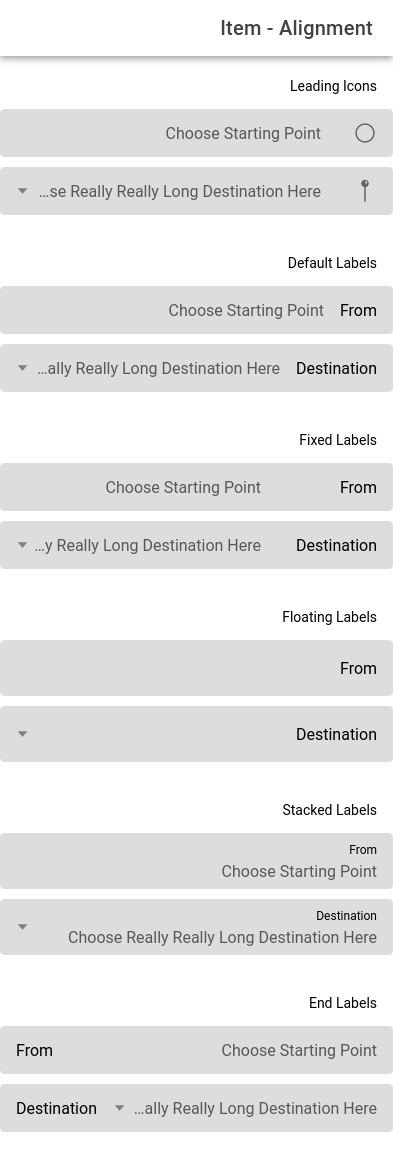 Item - Alignment
Leading Icons
Choose Starting Point
...se Really Really Long Destination Here
Default Labels
From Choose Starting Point
Destination ...ally Really Long Destination Here
Fixed Labels
From Choose Starting Point
Destination ...y Really Long Destination Here
Floating Labels
From
Destination
Stacked Labels
From
Choose Starting Point
Destination
Choose Really Really Long Destination Here
End Labels
Choose Starting Point From
...ally Really Long Destination Here Destination